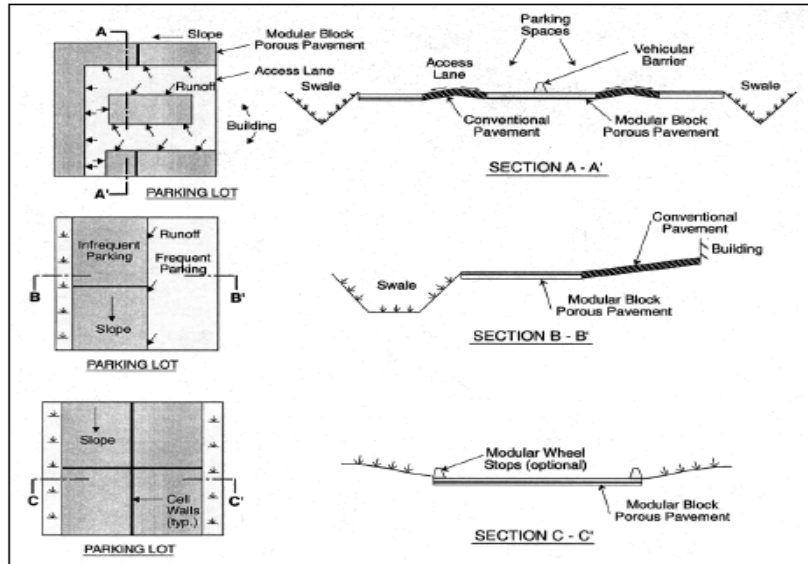 A
Slope
Modular Block
Porous Pavement
Access Lane
Runoff
Building
A'
PARKING LOT
Parking
Spaces
Vehicular
Barrier
Access
Lane
Swale
Swale
Conventional
Pavement
Modular Block
Porous Pavement
SECTION A - A'
Runoff
Infrequent
Parking
Frequent
Parking
B
B'
Slope
PARKING LOT
Conventional
Pavement
Building
Swale
Modular Block
Porous Pavement
SECTION B - B'
Slope
C
C'
Cell
Walls
(typ.)
PARKING LOT
Modular Wheel
Stops (optional)
Modular Block
Porous Pavement
SECTION C - C'